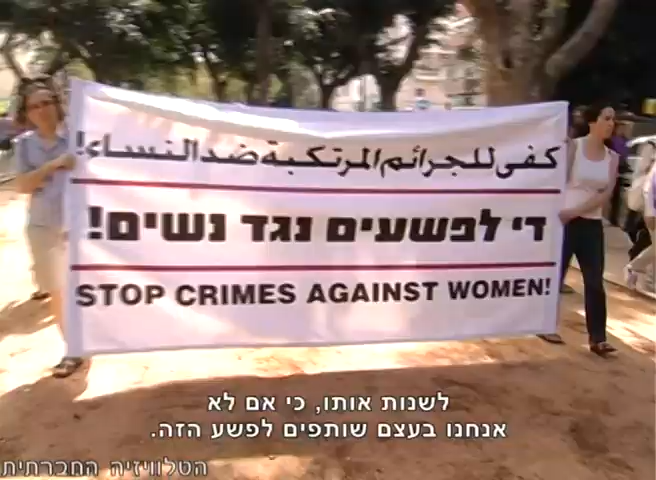 كفى للجرائم المرتكبة ضد النساء!
די לפשעים נגד נשים!
STOP CRIMES AGAINST WOMEN!
לשנות אותו, כי אם לא
אנחנו בעצם שותפים לפשע הזה.
הטלוויזיה החברתית